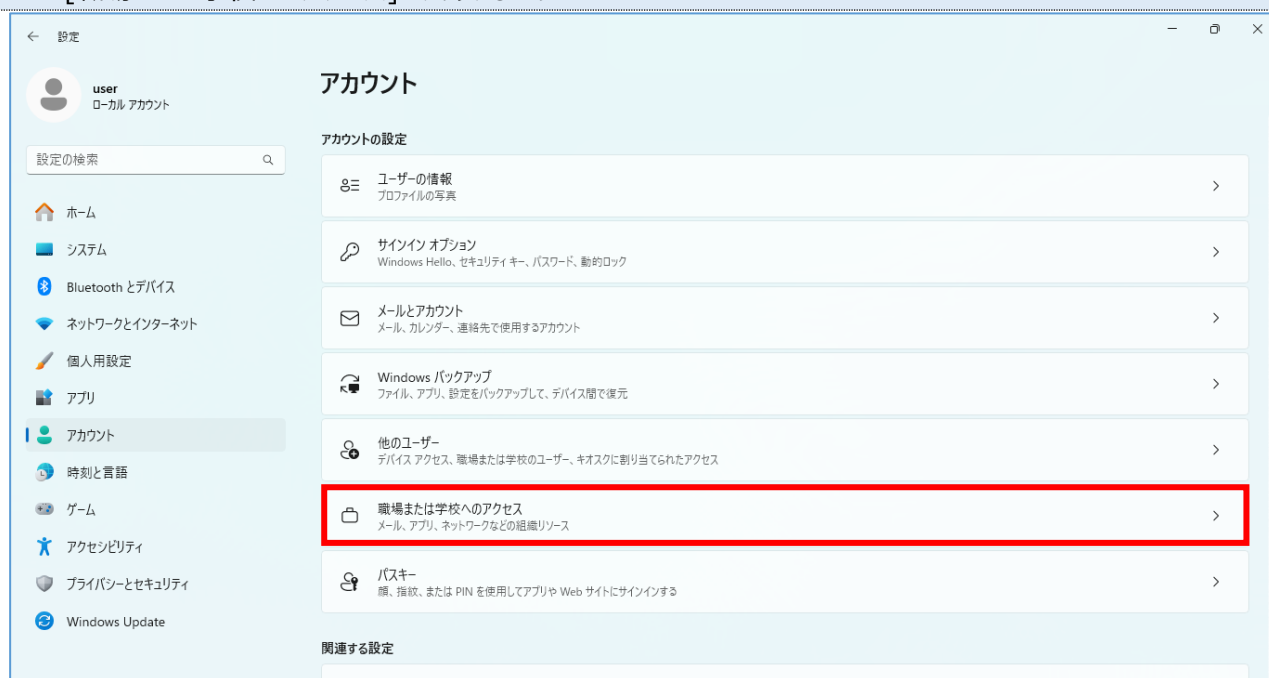 設定
user
ローカル アカウント
設定の検索
ホーム
システム
Bluetooth とデバイス
ネットワークとインターネット
個人用設定
アプリ
アカウント
時刻と言語
ゲーム
アクセシビリティ
プライバシーとセキュリティ
Windows Update
アカウント
アカウントの設定
ユーザーの情報
プロファイルの写真
サインイン オプション
Windows Hello、セキュリティ キー、パスワード、動的ロック
メールとアカウント
メール、カレンダー、連絡先で使用するアカウント
Windows バックアップ
ファイル、アプリ、設定をバックアップして、デバイス間で復元
他のユーザー
デバイス アクセス、職場または学校のユーザー、キオスクに割り当てられたアクセス
職場または学校へのアクセス
メール、アプリ、ネットワークなどの組織リソース
パスキー
顔、指紋、または PIN を使用してアプリや Web サイトにサインインする
関連する設定